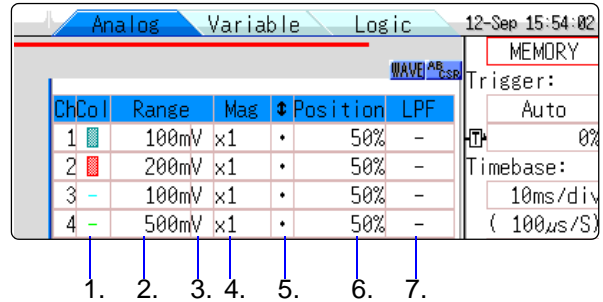 Analog Variable Logic 12-Sep 15:54:02
MEMORY
WAVE ABCSR
Trigger:
Ch Col Range Mag ↕ Position LPF Auto
1 100mV x1 • 50% – T 0%
2 200mV x1 • 50% – Timebase:
3 – 100mV x1 • 50% – 10ms/div
4 – 500mV x1 • 50% – ( 100µs/S)
1. 2. 3. 4. 5. 6. 7.